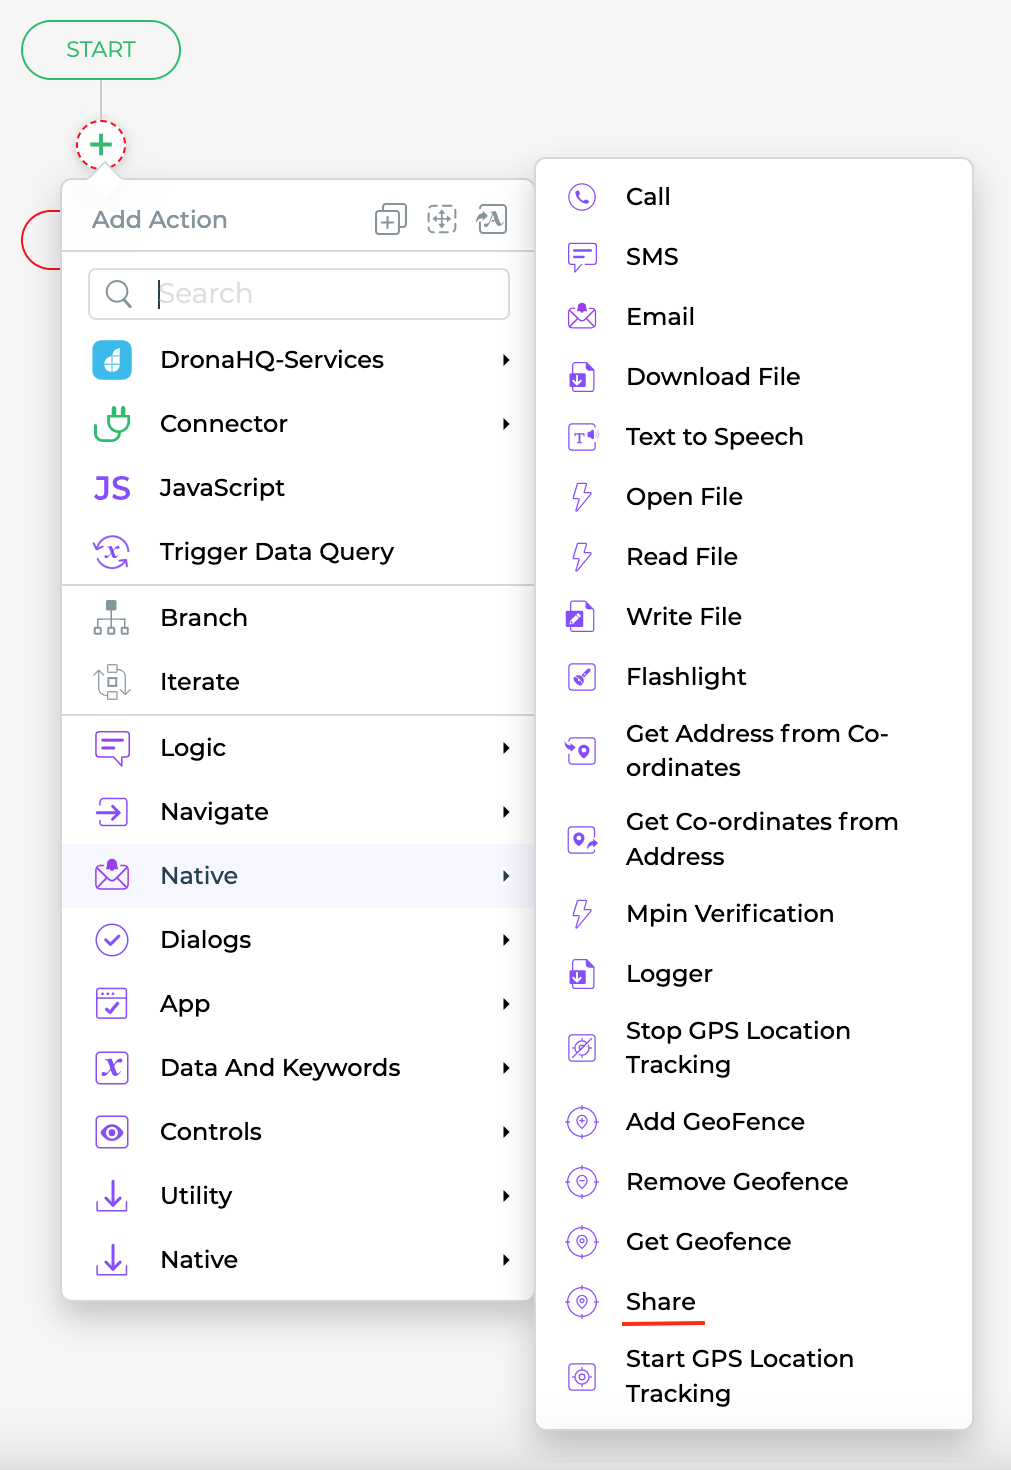 START
Add Action
Search
DronaHQ-Services
Connector
JS JavaScript
Trigger Data Query
Branch
Iterate
Logic
Navigate
Native
Dialogs
App
Data And Keywords
Controls
Utility
Native
Call
SMS
Email
Download File
Text to Speech
Open File
Read File
Write File
Flashlight
Get Address from Co-
ordinates
Get Co-ordinates from
Address
Mpin Verification
Logger
Stop GPS Location
Tracking
Add GeoFence
Remove Geofence
Get Geofence
Share
Start GPS Location
Tracking